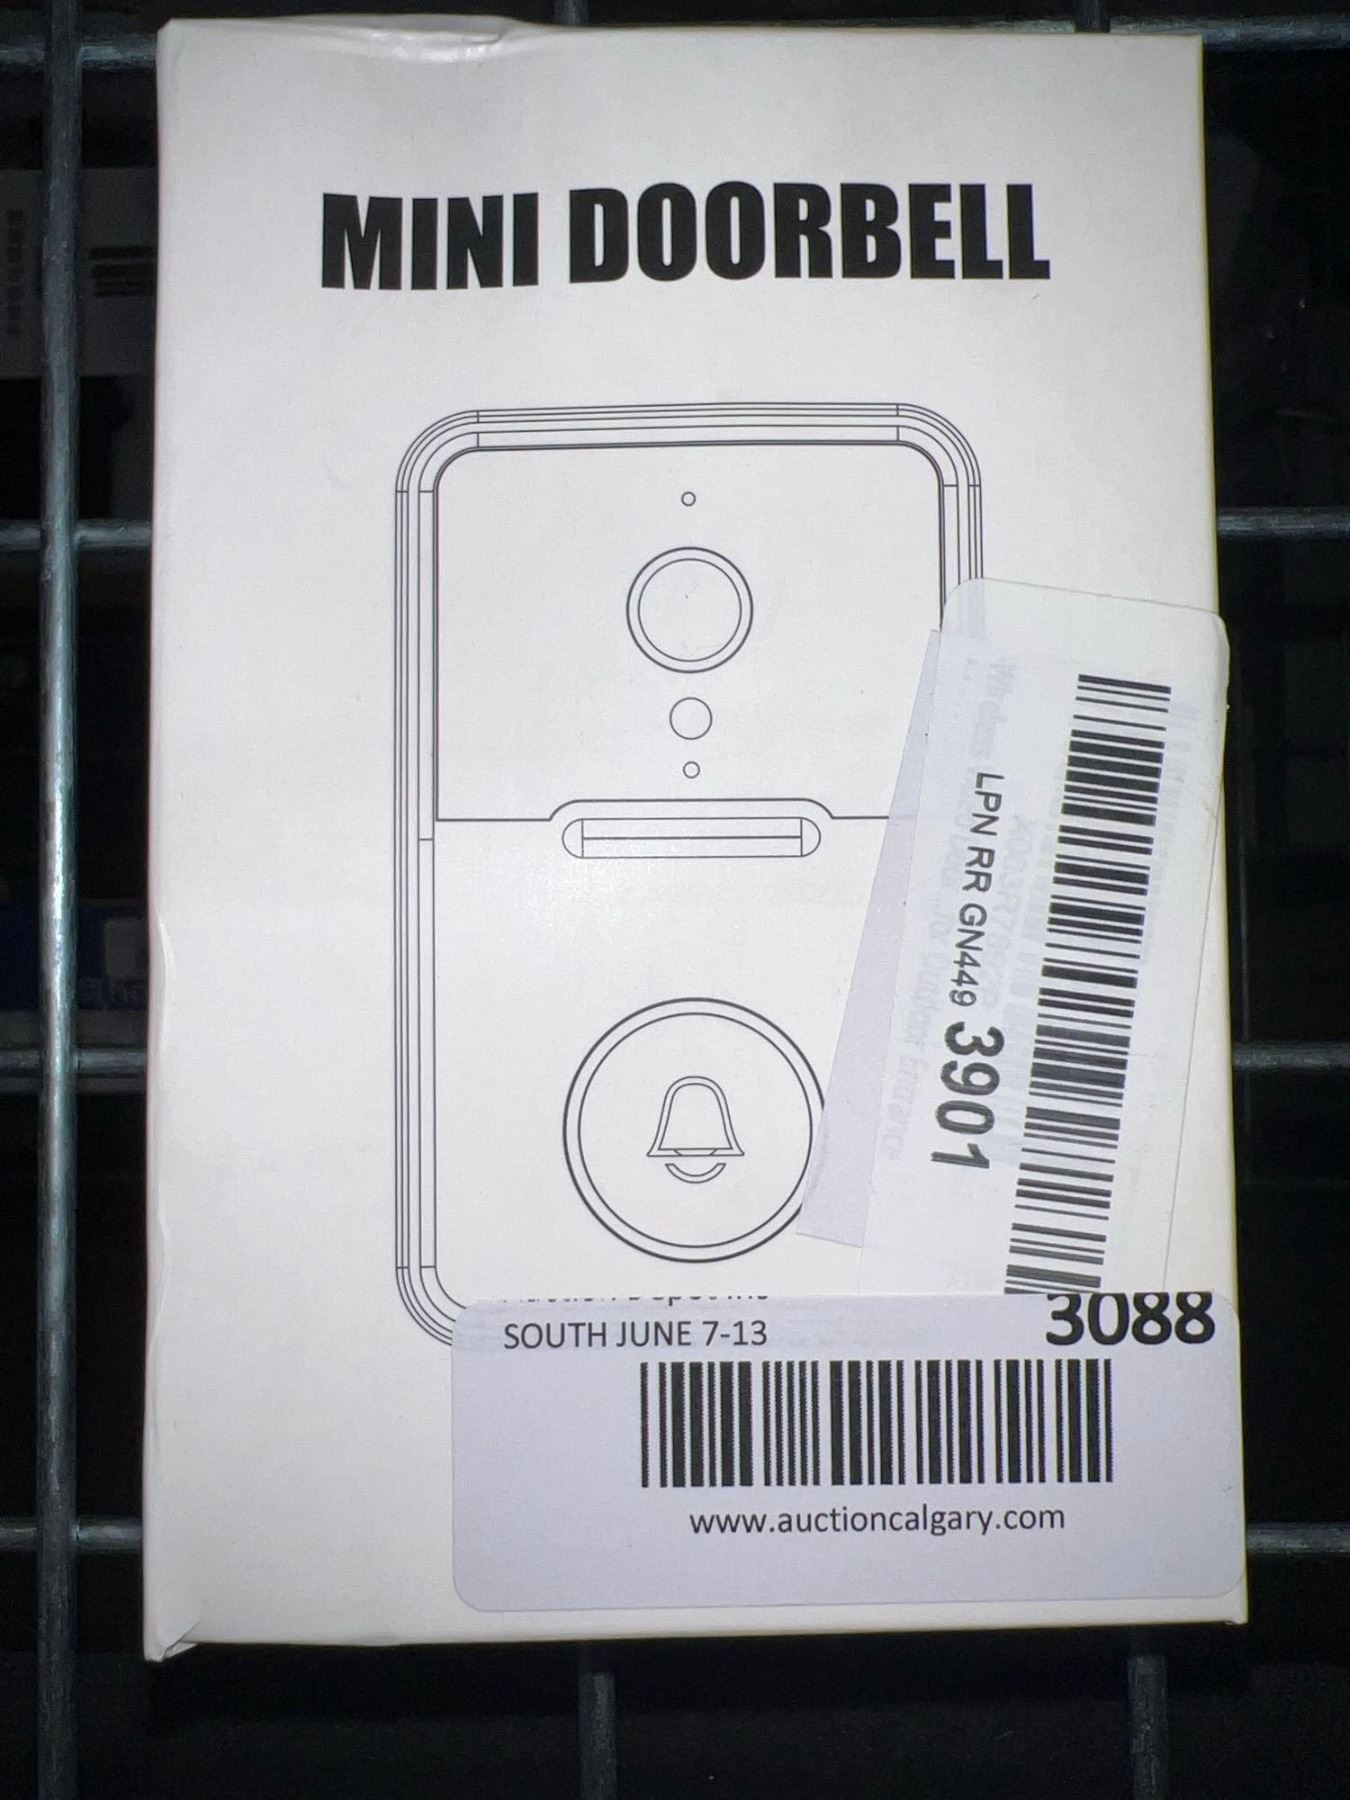 MINI DOORBELL
LPN RR GN449 3901
SOUTH JUNE 7-13
3088
www.auctioncalgary.com